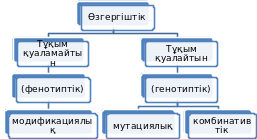 Өзгергіштік
Тұқым
қуаламайты
н
Тұқым
қуалайтын
(фенотиптік)
(генотиптік)
модификациялы
қ
мутациялық
комбинатив
тік